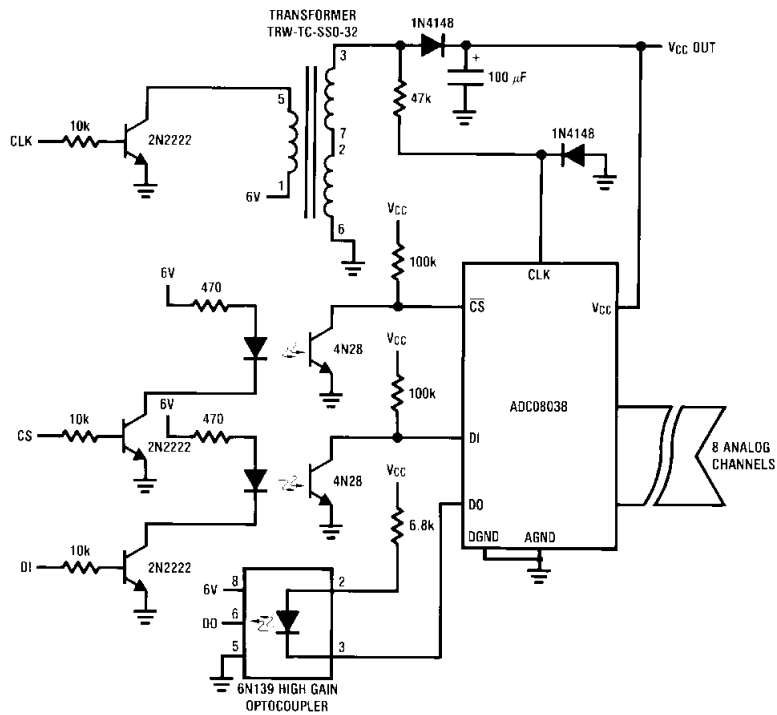 TRANSFORMER
TRW-TC-SSO-32
1N4148
VCC OUT
3
+
100 μF
5
47k
10k
2N2222
CLK
7
2
1N4148
1
6V
6
VCC
100k
CLK
6V
470
CS
VCC
4N28
VCC
100k
ADC08038
10k
6V
470
CS
2N2222
DI
8 ANALOG
CHANNELS
4N28
VCC
DO
10k
6.8k
DGND
AGND
DI
2N2222
6V
8
2
DO
6
5
3
6N139 HIGH GAIN
OPTOCOUPLER